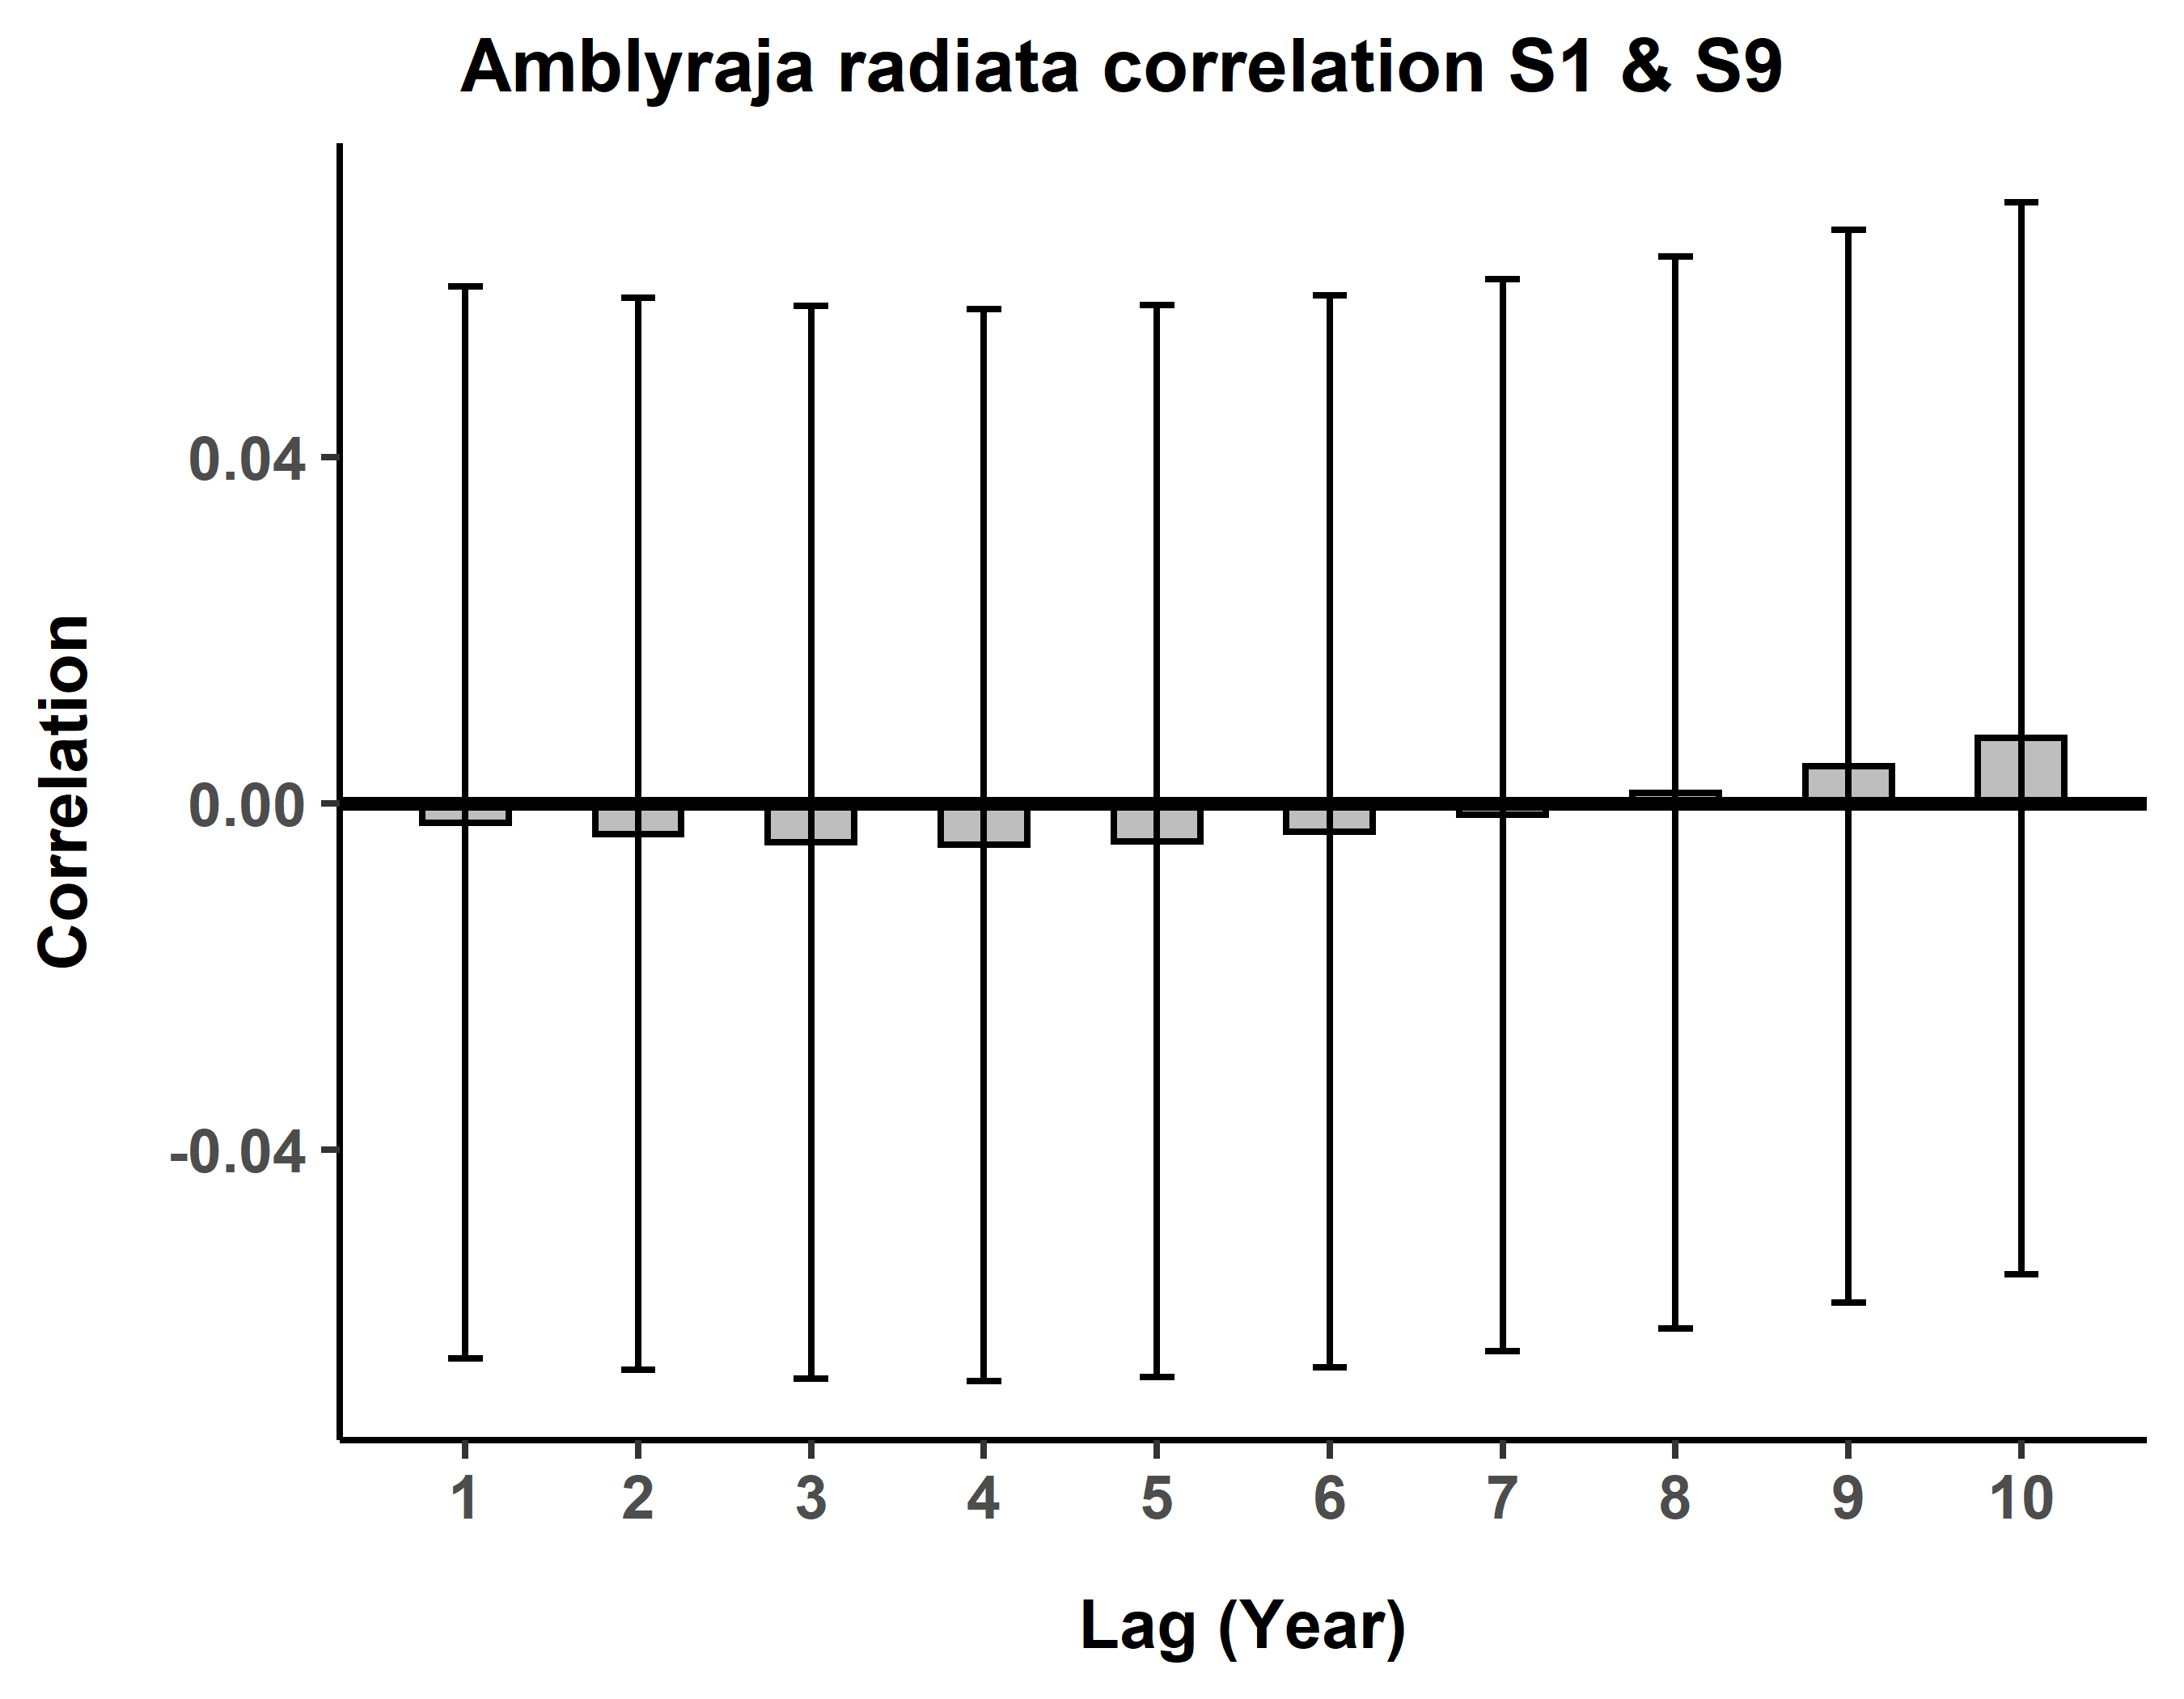 Amblyraja radiata correlation S1 & S9
Correlation
0.04
0.00
-0.04
1 2 3 4 5 6 7 8 9 10
Lag (Year)